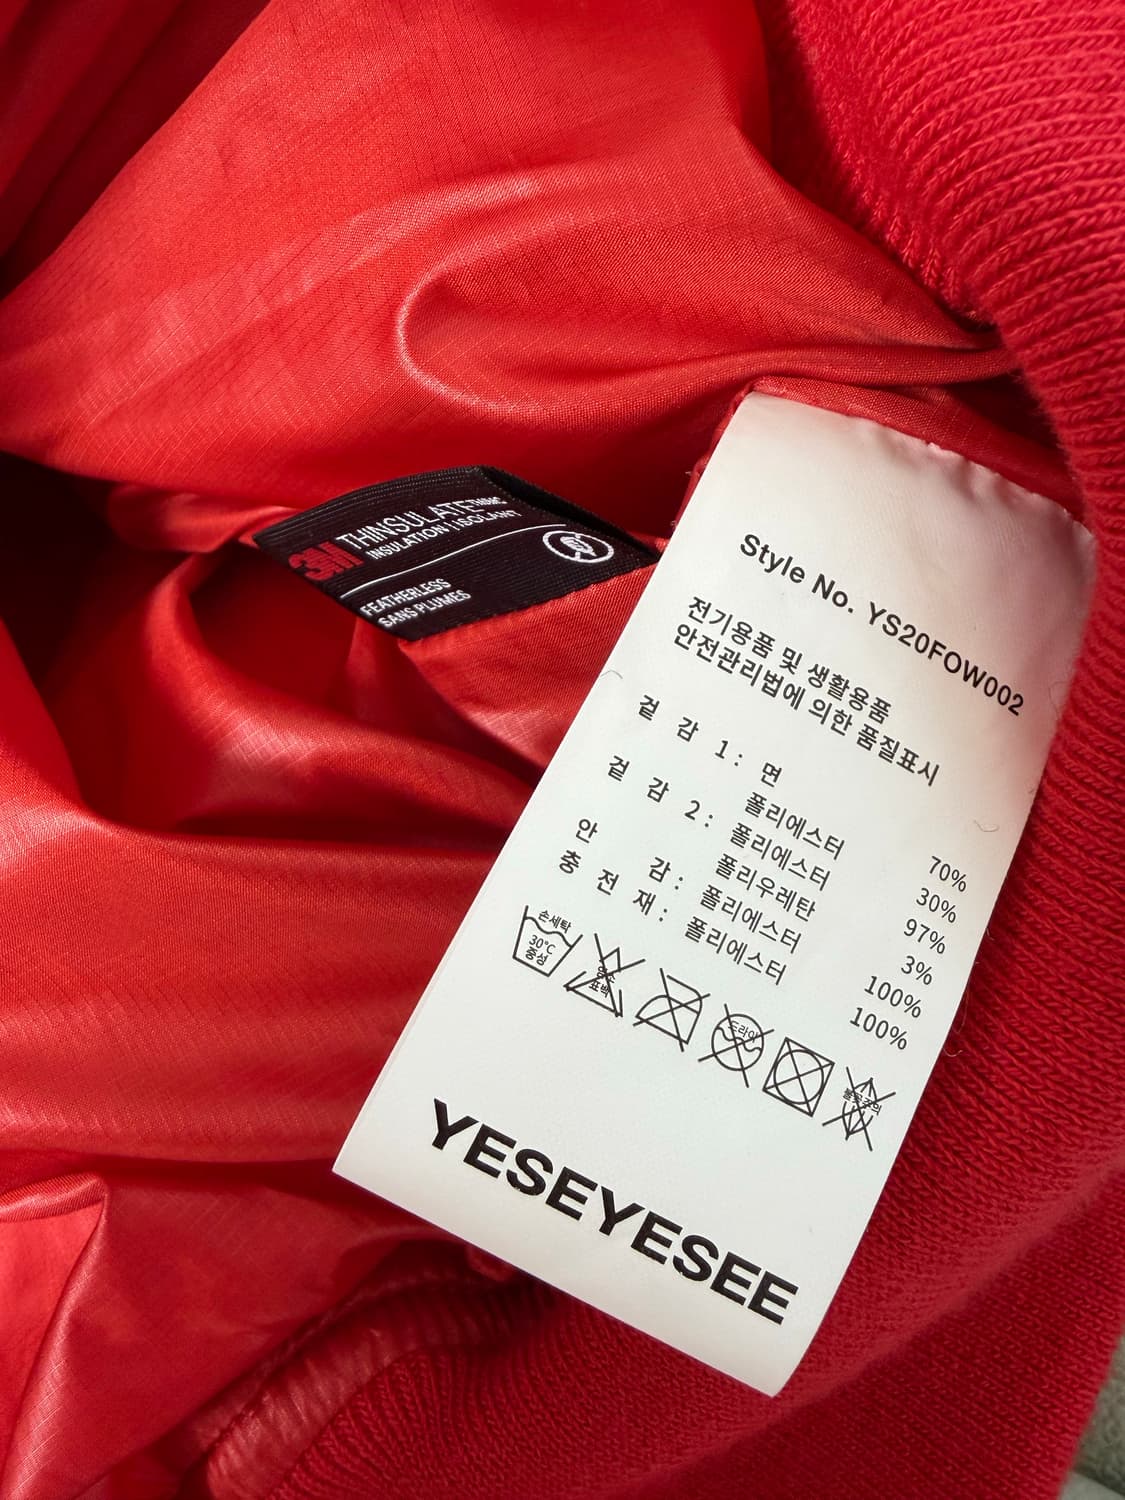 3M THINSULATE
INSULATION | ISOLANT
FEATHERLESS
SANS PLUMES
Style No. YS20FOW002
전기용품 및 생활용품
안전관리법에 의한 품질표시
겉 감 1 : 면 70%
폴리에스터 30%
겉 감 2 : 폴리에스터 97%
폴리우레탄 3%
안 감 : 폴리에스터 100%
충 전 재 : 폴리에스터 100%
손세탁
30°C
중성
염소
표백
드라이
YESEYESEE